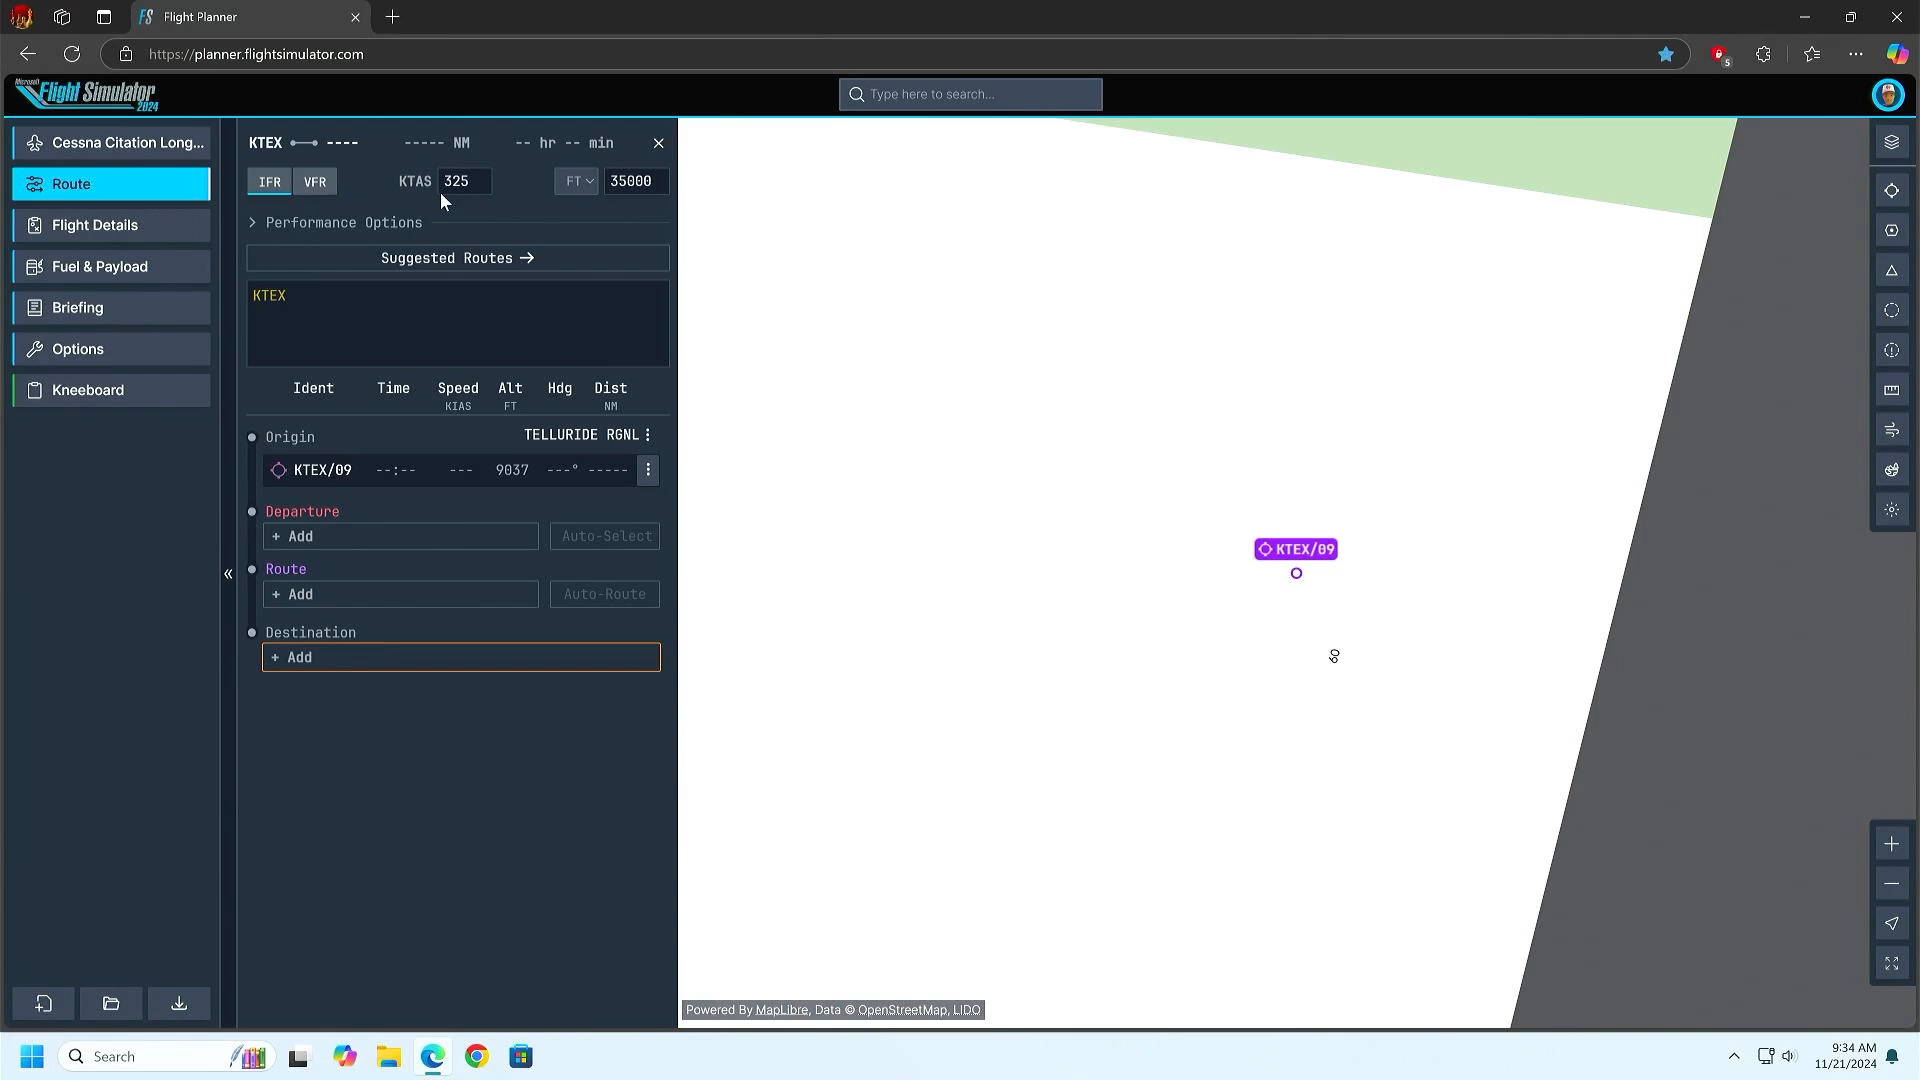 Flight Planner
https://planner.flightsimulator.com
5
Microsoft
Flight Simulator
2024
Type here to search...
Cessna Citation Long...
Route
Flight Details
Fuel & Payload
Briefing
Options
Kneeboard
KTEX ---- ----- NM -- hr -- min
IFR VFR KTAS 325 FT 35000
Performance Options
Suggested Routes →
KTEX
Ident Time Speed Alt Hdg Dist
KIAS FT NM
Origin TELLURIDE RGNL
KTEX/09 --:-- --- 9037 ---° -----
Departure
+ Add Auto-Select
Route
+ Add Auto-Route
Destination
+ Add
«
KTEX/09
09
Powered By MapLibre, Data © OpenStreetMap, LIDO
Search
9:34 AM
11/21/2024